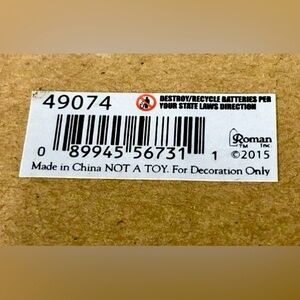 49074
DESTROY/RECYCLE BATTERIES PER
YOUR STATE LAWS DIRECTION
Roman
TM Inc
0 89945 56731 1 ©2015
Made in China NOT A TOY. For Decoration Only